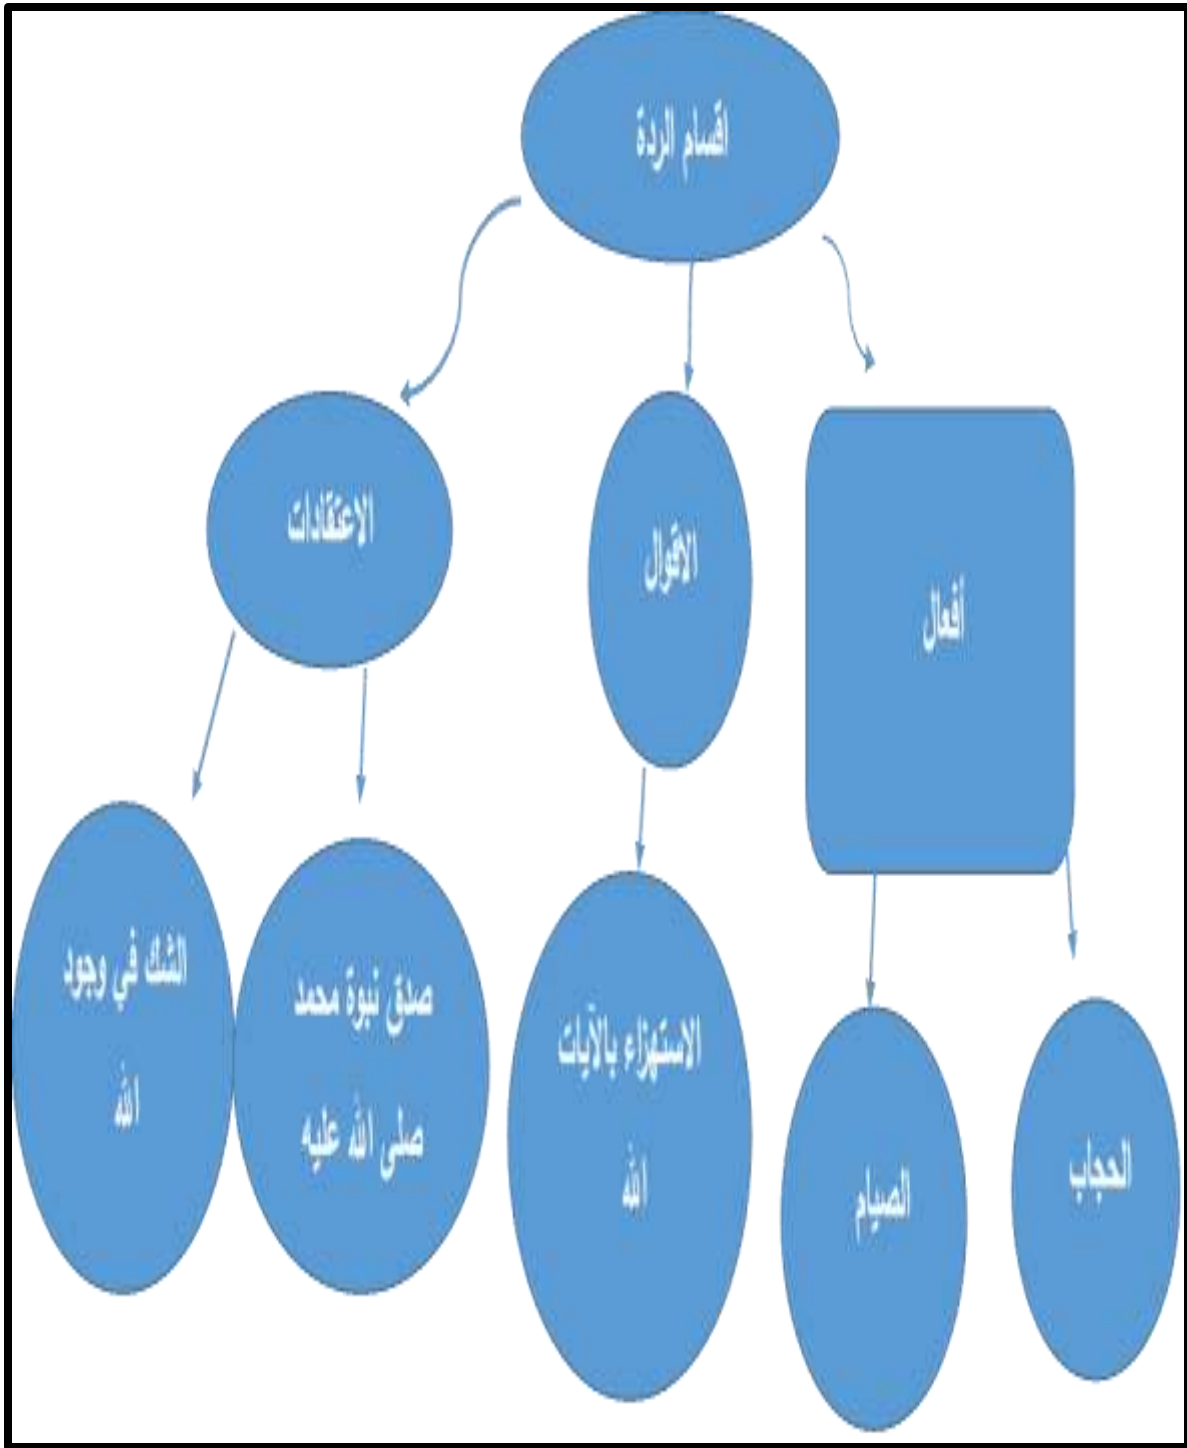 اقسام الردة
أفعال
الاقوال
الاعتقادات
الحجاب
الصيام
الاستهزاء بالآيات
الله
صدق نبوة محمد
صلى الله عليه
الشك في وجود
الله